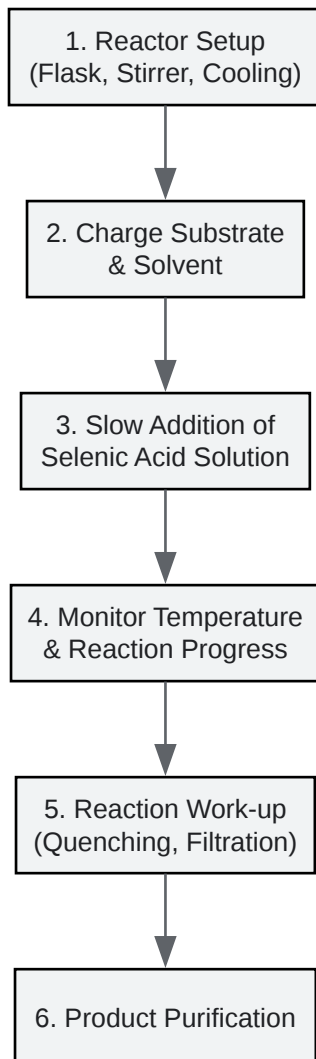 1. Reactor Setup
(Flask, Stirrer, Cooling)
2. Charge Substrate
& Solvent
3. Slow Addition of
Selenic Acid Solution
4. Monitor Temperature
& Reaction Progress
5. Reaction Work-up
(Quenching, Filtration)
6. Product Purification